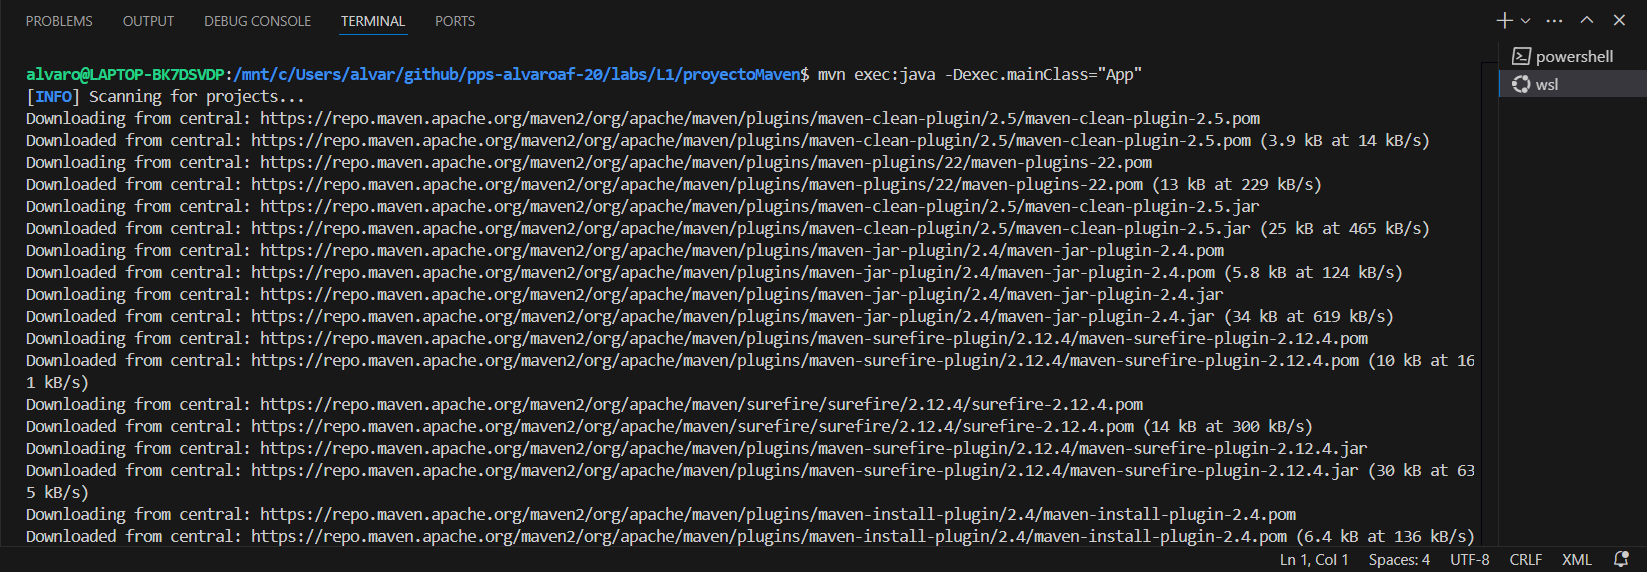 PROBLEMS OUTPUT DEBUG CONSOLE TERMINAL PORTS
powershell
wsl
alvaro@LAPTOP-BK7DSVDP:/mnt/c/Users/alvar/github/pps-alvaroaf-20/labs/L1/proyectoMaven$ mvn exec:java -Dexec.mainClass="App"
[INFO] Scanning for projects...
Downloading from central: https://repo.maven.apache.org/maven2/org/apache/maven/plugins/maven-clean-plugin/2.5/maven-clean-plugin-2.5.pom
Downloaded from central: https://repo.maven.apache.org/maven2/org/apache/maven/plugins/maven-clean-plugin/2.5/maven-clean-plugin-2.5.pom (3.9 kB at 14 kB/s)
Downloading from central: https://repo.maven.apache.org/maven2/org/apache/maven/plugins/maven-plugins/22/maven-plugins-22.pom
Downloaded from central: https://repo.maven.apache.org/maven2/org/apache/maven/plugins/maven-plugins/22/maven-plugins-22.pom (13 kB at 229 kB/s)
Downloading from central: https://repo.maven.apache.org/maven2/org/apache/maven/plugins/maven-clean-plugin/2.5/maven-clean-plugin-2.5.jar
Downloaded from central: https://repo.maven.apache.org/maven2/org/apache/maven/plugins/maven-clean-plugin/2.5/maven-clean-plugin-2.5.jar (25 kB at 465 kB/s)
Downloading from central: https://repo.maven.apache.org/maven2/org/apache/maven/plugins/maven-jar-plugin/2.4/maven-jar-plugin-2.4.pom
Downloaded from central: https://repo.maven.apache.org/maven2/org/apache/maven/plugins/maven-jar-plugin/2.4/maven-jar-plugin-2.4.pom (5.8 kB at 124 kB/s)
Downloading from central: https://repo.maven.apache.org/maven2/org/apache/maven/plugins/maven-jar-plugin/2.4/maven-jar-plugin-2.4.jar
Downloaded from central: https://repo.maven.apache.org/maven2/org/apache/maven/plugins/maven-jar-plugin/2.4/maven-jar-plugin-2.4.jar (34 kB at 619 kB/s)
Downloading from central: https://repo.maven.apache.org/maven2/org/apache/maven/plugins/maven-surefire-plugin/2.12.4/maven-surefire-plugin-2.12.4.pom
Downloaded from central: https://repo.maven.apache.org/maven2/org/apache/maven/plugins/maven-surefire-plugin/2.12.4/maven-surefire-plugin-2.12.4.pom (10 kB at 16
1 kB/s)
Downloading from central: https://repo.maven.apache.org/maven2/org/apache/maven/surefire/surefire/2.12.4/surefire-2.12.4.pom
Downloaded from central: https://repo.maven.apache.org/maven2/org/apache/maven/surefire/surefire/2.12.4/surefire-2.12.4.pom (14 kB at 300 kB/s)
Downloading from central: https://repo.maven.apache.org/maven2/org/apache/maven/plugins/maven-surefire-plugin/2.12.4/maven-surefire-plugin-2.12.4.jar
Downloaded from central: https://repo.maven.apache.org/maven2/org/apache/maven/plugins/maven-surefire-plugin/2.12.4/maven-surefire-plugin-2.12.4.jar (30 kB at 63
5 kB/s)
Downloading from central: https://repo.maven.apache.org/maven2/org/apache/maven/plugins/maven-install-plugin/2.4/maven-install-plugin-2.4.pom
Downloaded from central: https://repo.maven.apache.org/maven2/org/apache/maven/plugins/maven-install-plugin/2.4/maven-install-plugin-2.4.pom (6.4 kB at 136 kB/s)
Ln 1, Col 1 Spaces: 4 UTF-8 CRLF XML